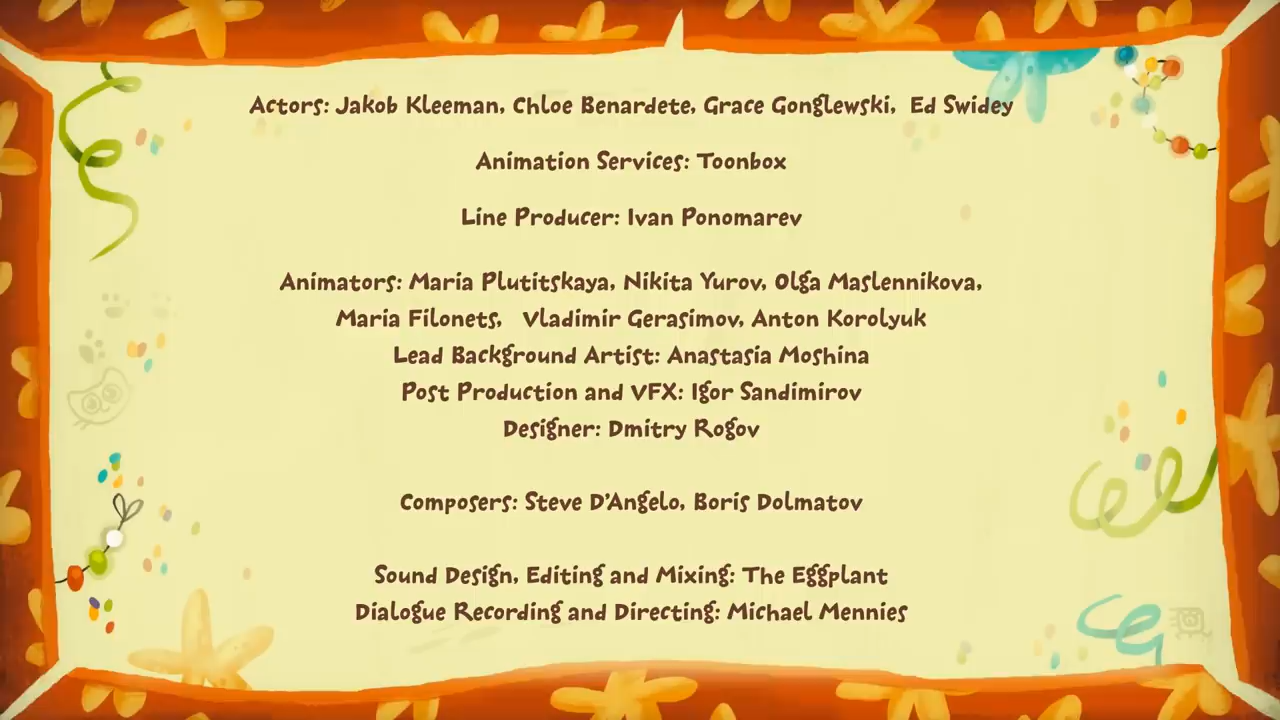 Actors: Jakob Kleeman, Chloe Benardete, Grace Gonglewski, Ed Swidey
Animation Services: Toonbox
Line Producer: Ivan Ponomarev
Animators: Maria Plutitskaya, Nikita Yurov, Olga Maslennikova,
Maria Filonets, Vladimir Gerasimov, Anton Korolyuk
Lead Background Artist: Anastasia Moshina
Post Production and VFX: Igor Sandimirov
Designer: Dmitry Rogov
Composers: Steve D'Angelo, Boris Dolmatov
Sound Design, Editing and Mixing: The Eggplant
Dialogue Recording and Directing: Michael Mennies